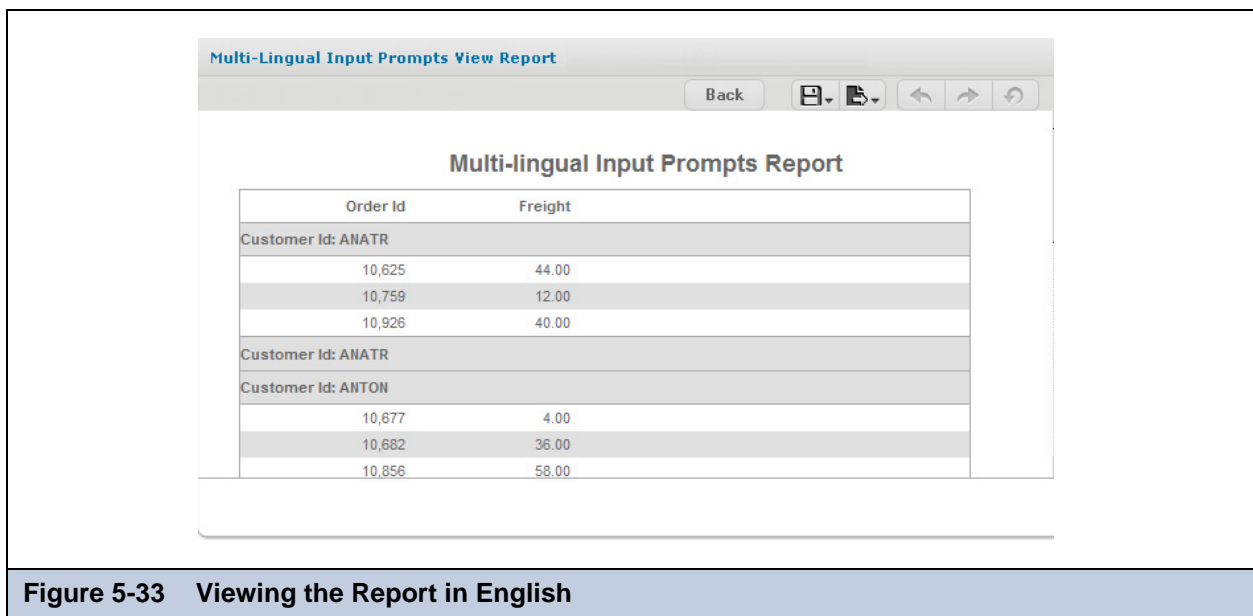 Multi-Lingual Input Prompts View Report
Back
Multi-lingual Input Prompts Report
Order Id Freight
Customer Id: ANATR
10,625 44.00
10,759 12.00
10,926 40.00
Customer Id: ANATR
Customer Id: ANTON
10,677 4.00
10,682 36.00
10,856 58.00
Figure 5-33 Viewing the Report in English